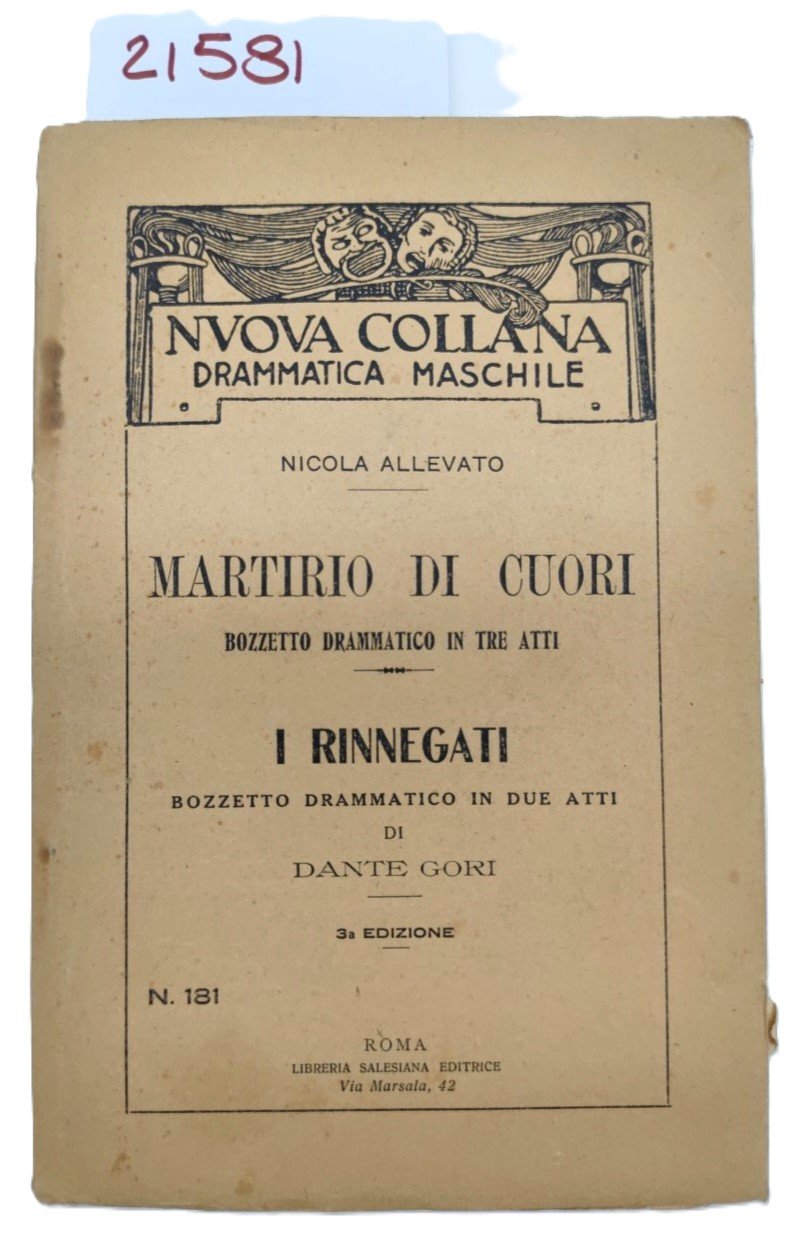 21581
NVOVA COLLANA
DRAMMATICA MASCHILE
NICOLA ALLEVATO
MARTIRIO DI CUORI
BOZZETTO DRAMMATICO IN TRE ATTI
I RINNEGATI
BOZZETTO DRAMMATICO IN DUE ATTI
DI
DANTE GORI
3a EDIZIONE
N. 181
ROMA
LIBRERIA SALESIANA EDITRICE
Via Marsala, 42